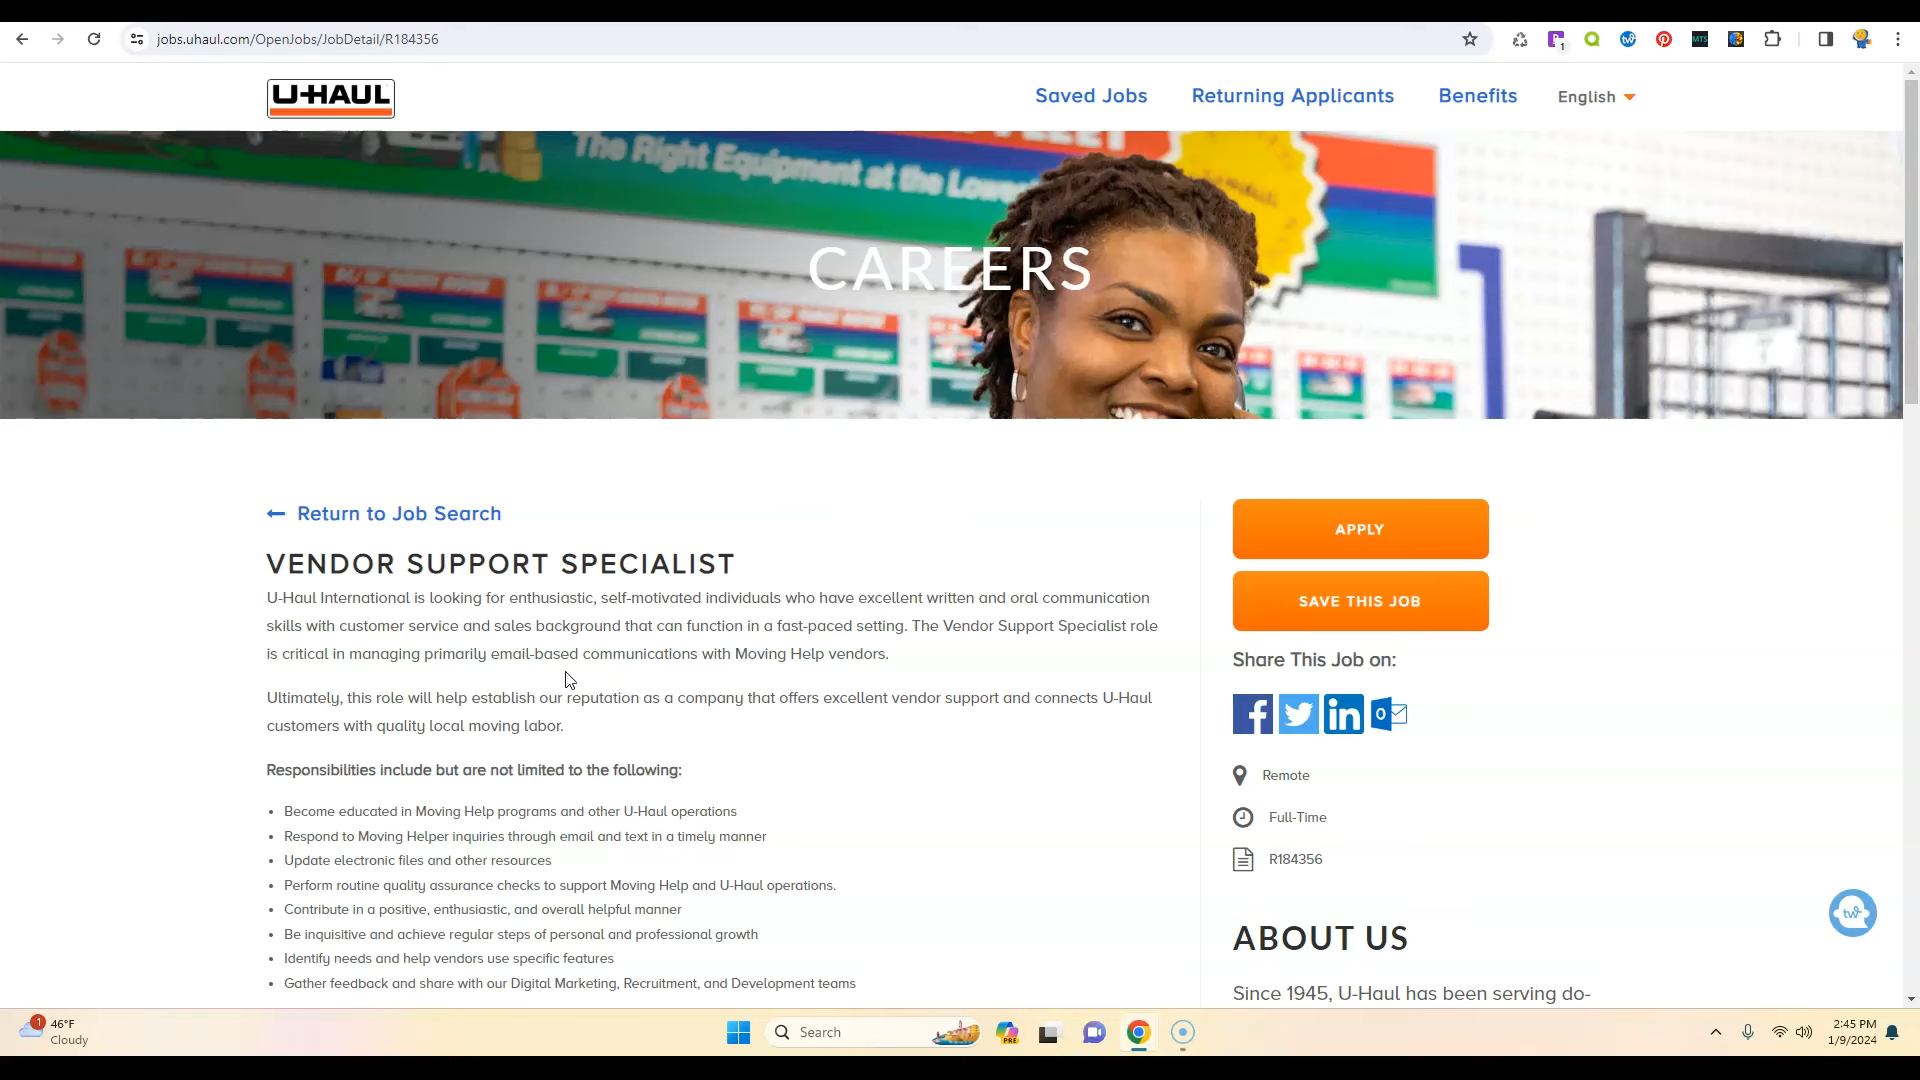 jobs.uhaul.com/OpenJobs/JobDetail/R184356
1
MTS
U-HAUL
Saved Jobs
Returning Applicants
Benefits
English
The Right Equipment at the Lowe
CAREERS
Return to Job Search
VENDOR SUPPORT SPECIALIST
U-Haul International is looking for enthusiastic, self-motivated individuals who have excellent written and oral communication
skills with customer service and sales background that can function in a fast-paced setting. The Vendor Support Specialist role
is critical in managing primarily email-based communications with Moving Help vendors.
Ultimately, this role will help establish our reputation as a company that offers excellent vendor support and connects U-Haul
customers with quality local moving labor.
Responsibilities include but are not limited to the following:
• Become educated in Moving Help programs and other U-Haul operations
• Respond to Moving Helper inquiries through email and text in a timely manner
• Update electronic files and other resources
• Perform routine quality assurance checks to support Moving Help and U-Haul operations.
• Contribute in a positive, enthusiastic, and overall helpful manner
• Be inquisitive and achieve regular steps of personal and professional growth
• Identify needs and help vendors use specific features
• Gather feedback and share with our Digital Marketing, Recruitment, and Development teams
APPLY
SAVE THIS JOB
Share This Job on:
Remote
Full-Time
R184356
ABOUT US
Since 1945, U-Haul has been serving do-
tw
1
46°F
Cloudy
Search
PRE
2:45 PM
1/9/2024